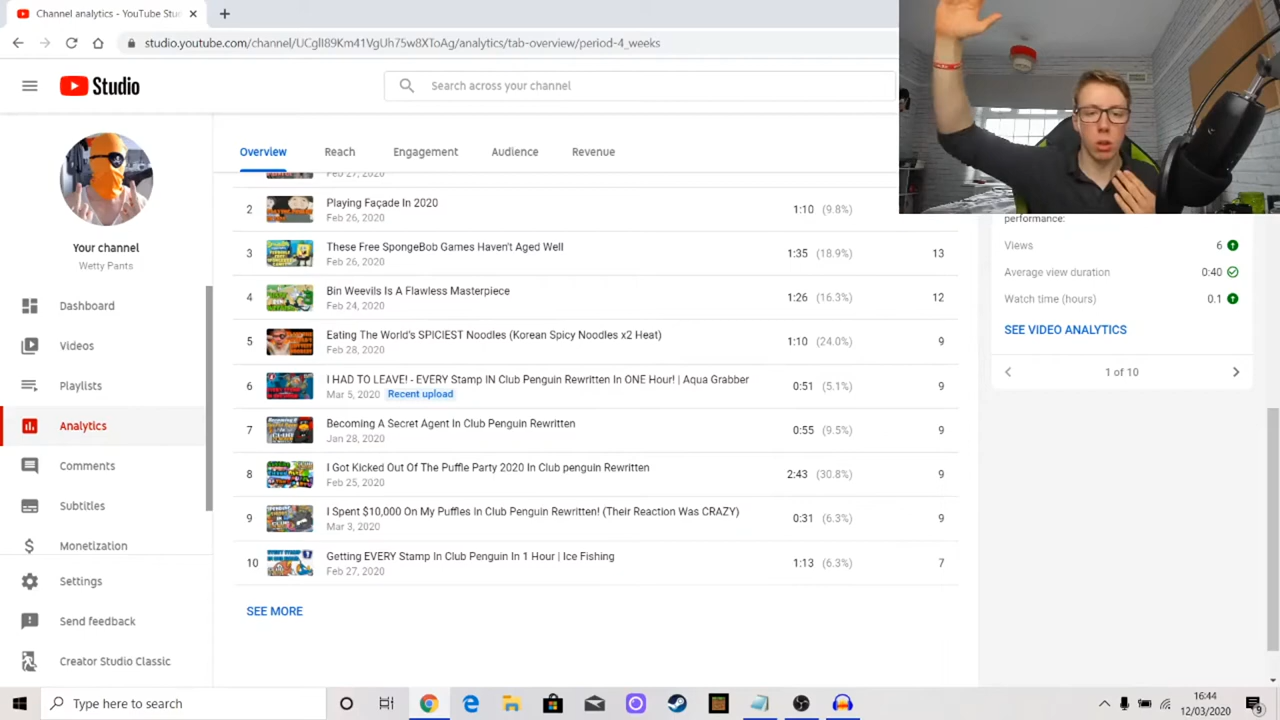 Channel analytics - YouTube Stu
studio.youtube.com/channel/UCgll89Km41VgUh75w8XToAg/analytics/tab-overview/period-4_weeks
Studio
Search across your channel
Your channel
Wetty Pants
Dashboard
Videos
Playlists
Analytics
Comments
Subtitles
Monetization
Settings
Send feedback
Creator Studio Classic
Overview Reach Engagement Audience Revenue
Feb 27, 2020
2 Playing Façade In 2020 1:10 (9.8%)
Feb 26, 2020
3 These Free SpongeBob Games Haven't Aged Well 1:35 (18.9%) 13
Feb 26, 2020
4 Bin Weevils Is A Flawless Masterpiece 1:26 (16.3%) 12
Feb 24, 2020
5 Eating The World's SPICIEST Noodles (Korean Spicy Noodles x2 Heat) 1:10 (24.0%) 9
Feb 28, 2020
6 I HAD TO LEAVE! - EVERY Stamp IN Club Penguin Rewritten In ONE Hour! | Aqua Grabber 0:51 (5.1%) 9
Mar 5, 2020 Recent upload
7 Becoming A Secret Agent In Club Penguin Rewritten 0:55 (9.5%) 9
Jan 28, 2020
8 I Got Kicked Out Of The Puffle Party 2020 In Club penguin Rewritten 2:43 (30.8%) 9
Feb 25, 2020
9 I Spent $10,000 On My Puffles In Club Penguin Rewritten! (Their Reaction Was CRAZY) 0:31 (6.3%) 9
Mar 3, 2020
10 Getting EVERY Stamp In Club Penguin In 1 Hour | Ice Fishing 1:13 (6.3%) 7
Feb 27, 2020
SEE MORE
performance:
Views 6
Average view duration 0:40
Watch time (hours) 0.1
SEE VIDEO ANALYTICS
1 of 10
Type here to search
16:44
12/03/2020
9